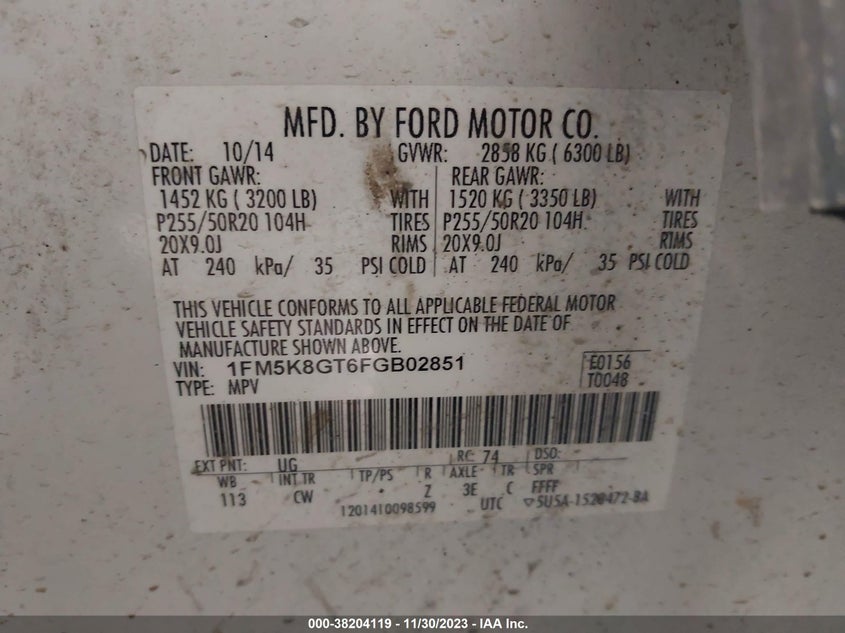 MFD. BY FORD MOTOR CO.
DATE: 10/14 GVWR: 2858 KG ( 6300 LB)
FRONT GAWR: REAR GAWR:
1452 KG ( 3200 LB) WITH 1520 KG ( 3350 LB) WITH
P255/50R20 104H TIRES P255/50R20 104H TIRES
20X9.0J RIMS 20X9.0J RIMS
AT 240 kPa/ 35 PSI COLD AT 240 kPa/ 35 PSI COLD
THIS VEHICLE CONFORMS TO ALL APPLICABLE FEDERAL MOTOR
VEHICLE SAFETY STANDARDS IN EFFECT ON THE DATE OF
MANUFACTURE SHOWN ABOVE.
VIN: 1FM5K8GT6FGB02851 E0156
TYPE: MPV T0048
EXT PNT: UG RC: 74 DSO:
WB INT TR TP/PS R AXLE TR SPR
113 CW Z 3E C FFFF
1201410098599 UTC ▽5U5A-1520472-BA
000-38204119 - 11/30/2023 - IAA Inc.